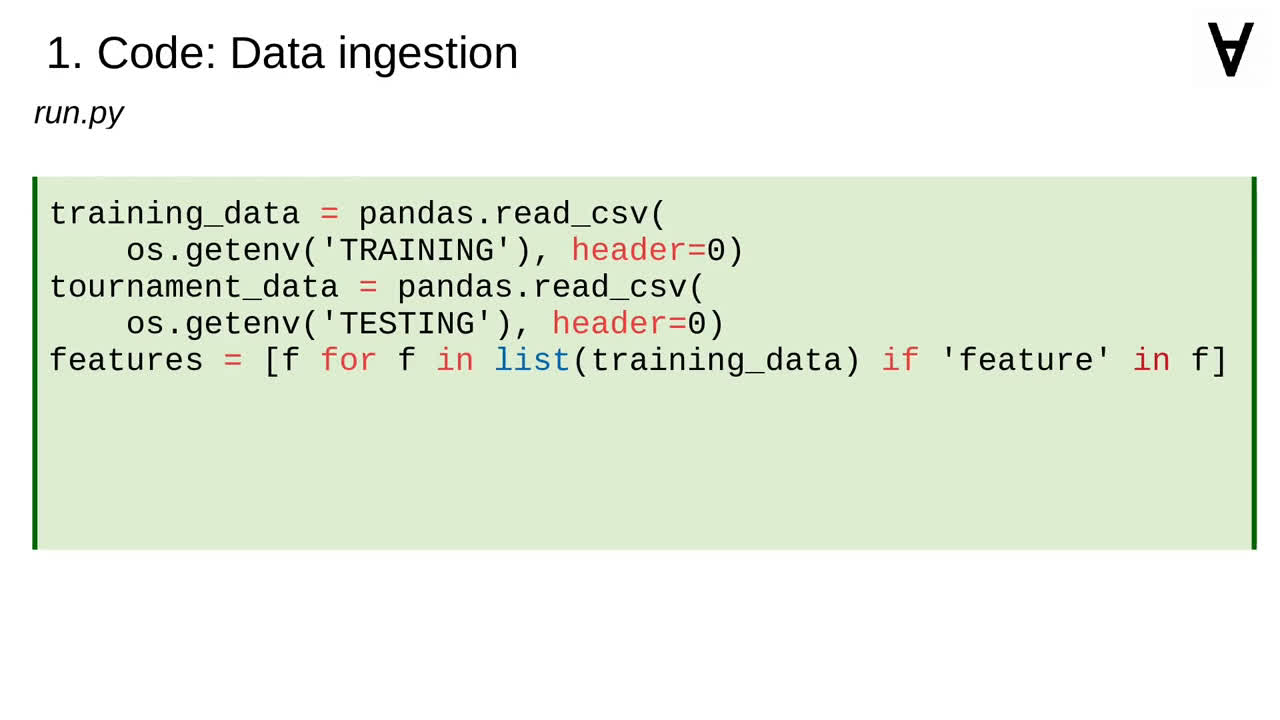 1. Code: Data ingestion
∀
run.py
training_data = pandas.read_csv(
    os.getenv('TRAINING'), header=0)
tournament_data = pandas.read_csv(
    os.getenv('TESTING'), header=0)
features = [f for f in list(training_data) if 'feature' in f]